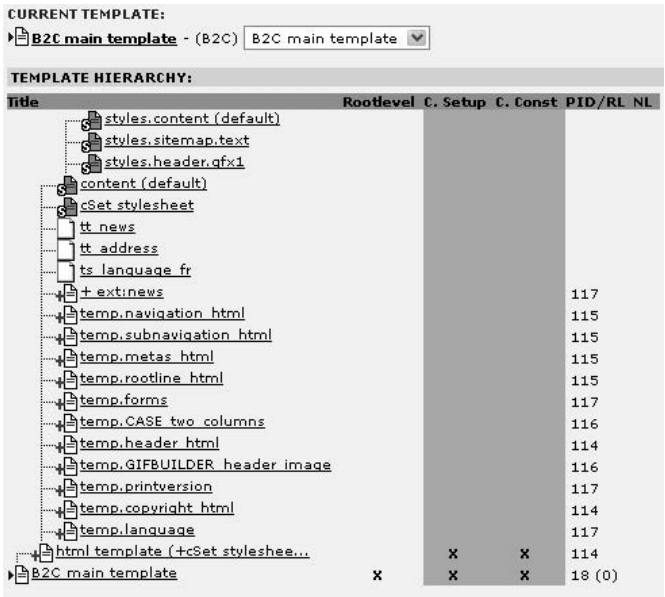 CURRENT TEMPLATE:
B2C main template - (B2C) B2C main template
TEMPLATE HIERARCHY:
Title Rootlevel C. Setup C. Const PID/RL NL
styles.content (default)
styles.sitemap.text
styles.header.gfx1
content (default)
cSet stylesheet
tt_news
tt_address
ts_language_fr
+ ext:news 117
temp.navigation_html 115
temp.subnavigation_html 115
temp.metas_html 115
temp.rootline_html 115
temp.forms 117
temp.CASE_two_columns 116
temp.header_html 114
temp.GIFBUILDER_header_image 116
temp.printversion 117
temp.copyright_html 114
temp.language 117
html template (+cSet styleshee... x x 114
B2C main template x x x 18 (0)